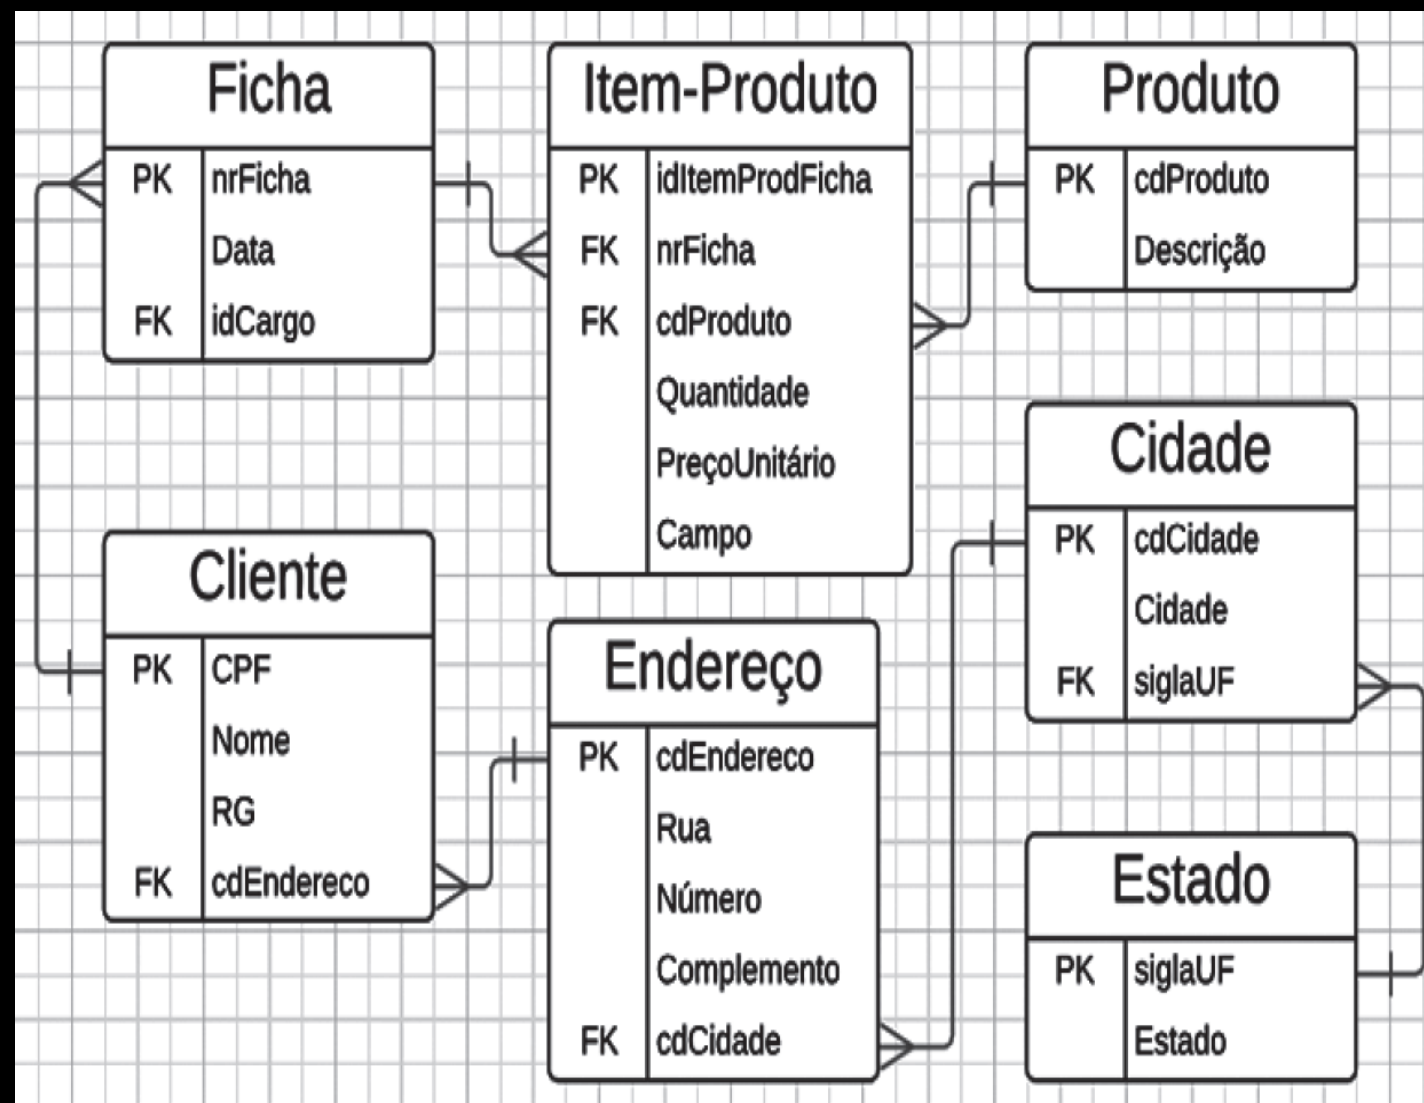 Ficha
PK nrFicha
Data
FK idCargo
Item-Produto
PK idItemProdFicha
FK nrFicha
FK cdProduto
Quantidade
PreçoUnitário
Campo
Produto
PK cdProduto
Descrição
Cidade
PK cdCidade
Cidade
FK siglaUF
Cliente
PK CPF
Nome
RG
FK cdEndereco
Endereço
PK cdEndereco
Rua
Número
Complemento
FK cdCidade
Estado
PK siglaUF
Estado